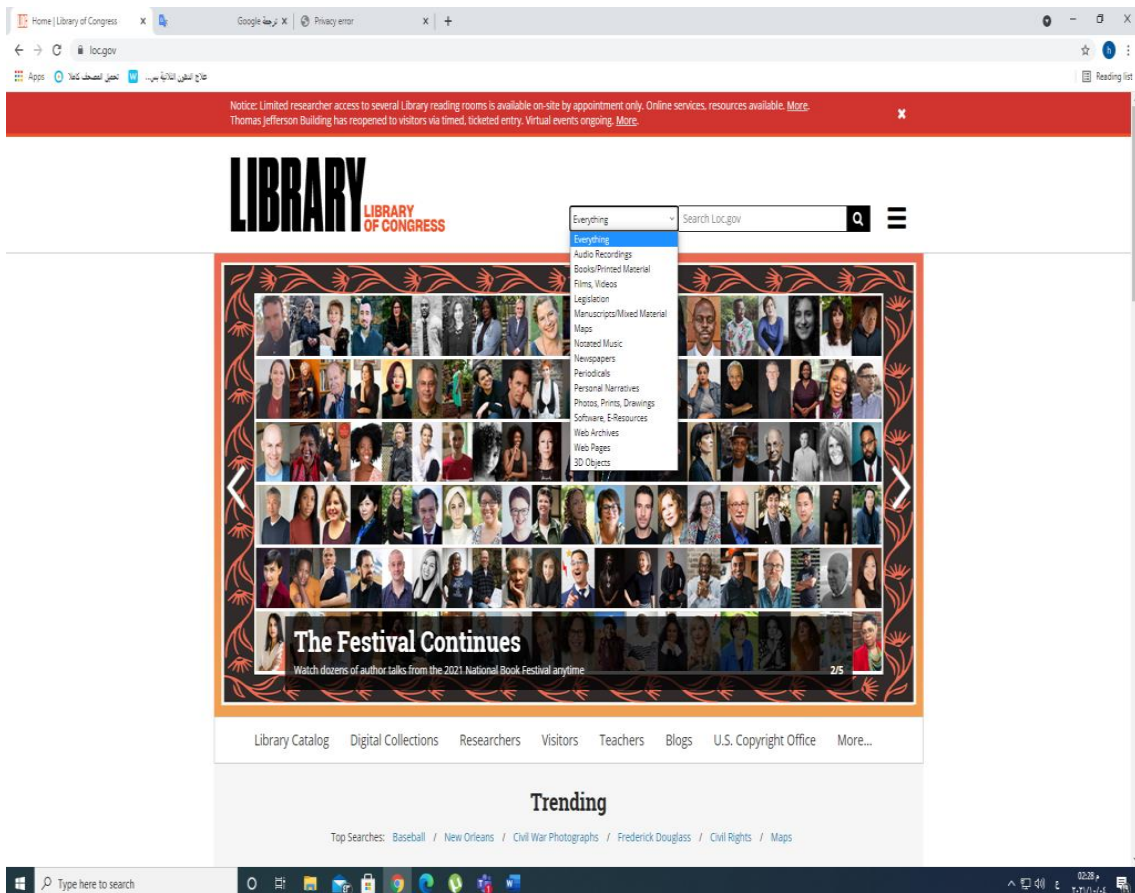 Home | Library of Congress
ترجمة Google
Privacy error
loc.gov
h
Apps
تحميل المصحف كاملا
W
Reading list
Notice: Limited researcher access to several Library reading rooms is available on-site by appointment only. Online services, resources available. More.
Thomas Jefferson Building has reopened to visitors via timed, ticketed entry. Virtual events ongoing. More.
LIBRARY
LIBRARY
OF CONGRESS
Everything
Search Loc.gov
Everything
Audio Recordings
Books/Printed Material
Films, Videos
Legislation
Manuscripts/Mixed Material
Maps
Notated Music
Newspapers
Periodicals
Personal Narratives
Photos, Prints, Drawings
Software, E-Resources
Web Archives
Web Pages
3D Objects
The Festival Continues
Watch dozens of author talks from the 2021 National Book Festival anytime
2/5
Library Catalog Digital Collections Researchers Visitors Teachers Blogs U.S. Copyright Office More...
Trending
Top Searches: Baseball / New Orleans / Civil War Photographs / Frederick Douglass / Civil Rights / Maps
Type here to search
ع
02:28 م